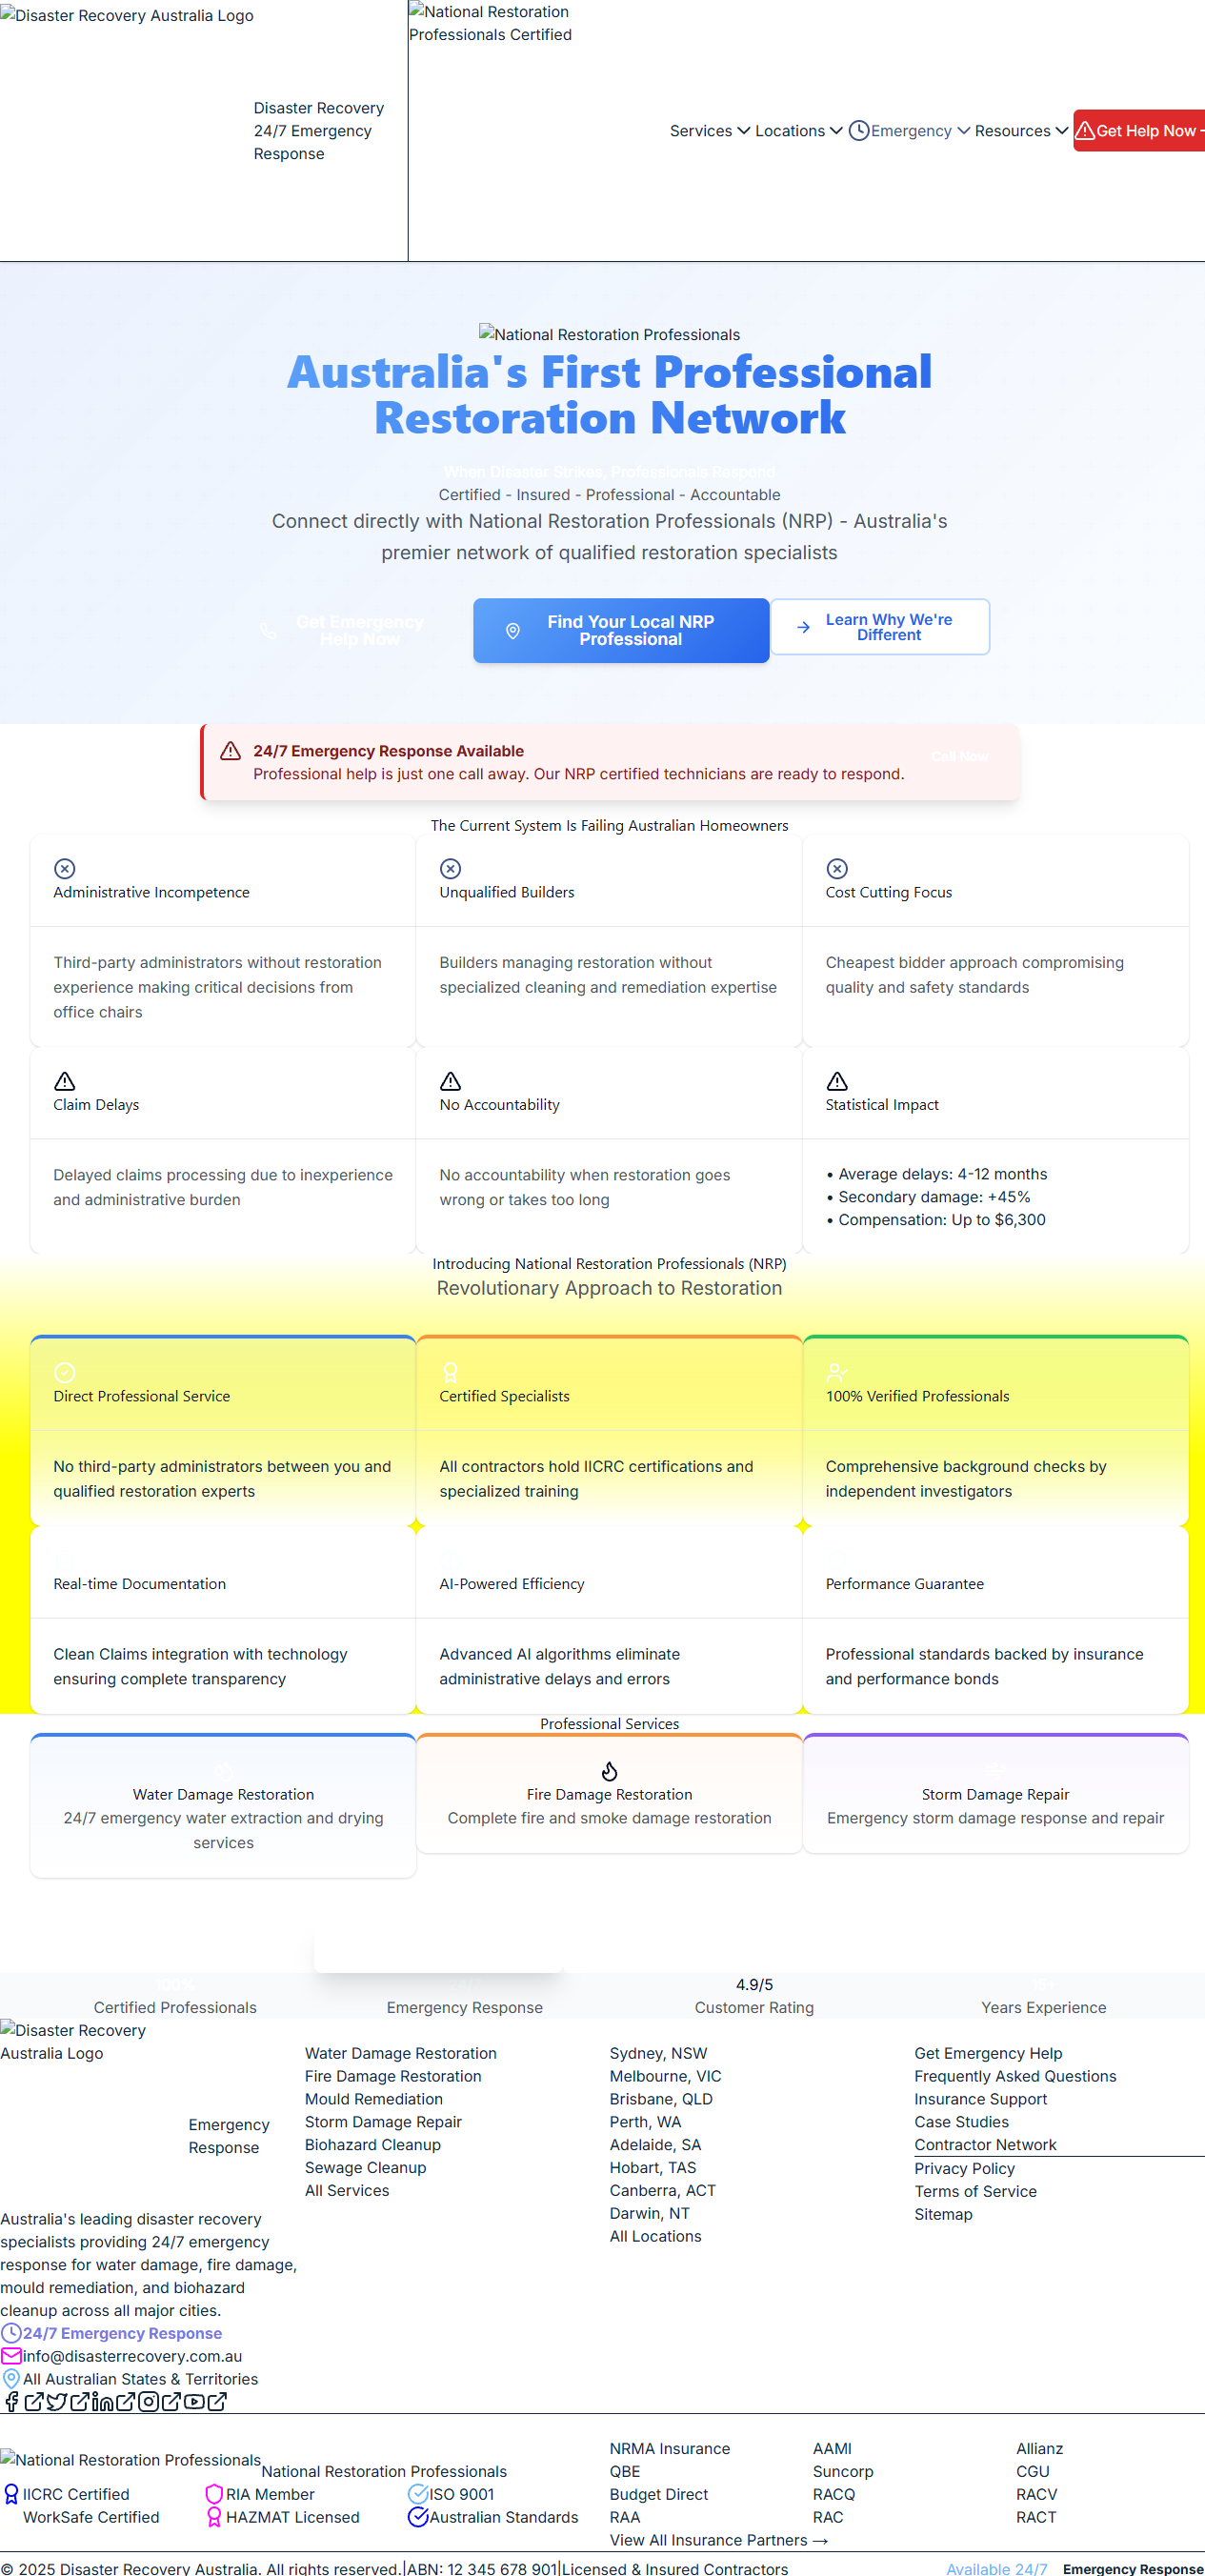 Disaster Recovery Australia Logo
National Restoration
Professionals Certified
Disaster Recovery
24/7 Emergency
Response
Services
Locations
Emergency
Resources
Get Help Now
National Restoration Professionals
Australia's First Professional
Restoration Network
When Disaster Strikes, Professionals Respond
Certified - Insured - Professional - Accountable
Connect directly with National Restoration Professionals (NRP) - Australia's
premier network of qualified restoration specialists
Get Emergency
Help Now
Find Your Local NRP
Professional
Learn Why We're
Different
24/7 Emergency Response Available
Professional help is just one call away. Our NRP certified technicians are ready to respond.
Call Now
The Current System Is Failing Australian Homeowners
Administrative Incompetence
Third-party administrators without restoration
experience making critical decisions from
office chairs
Unqualified Builders
Builders managing restoration without
specialized cleaning and remediation expertise
Cost Cutting Focus
Cheapest bidder approach compromising
quality and safety standards
Claim Delays
Delayed claims processing due to inexperience
and administrative burden
No Accountability
No accountability when restoration goes
wrong or takes too long
Statistical Impact
• Average delays: 4-12 months
• Secondary damage: +45%
• Compensation: Up to $6,300
Introducing National Restoration Professionals (NRP)
Revolutionary Approach to Restoration
Direct Professional Service
No third-party administrators between you and
qualified restoration experts
Certified Specialists
All contractors hold IICRC certifications and
specialized training
100% Verified Professionals
Comprehensive background checks by
independent investigators
Real-time Documentation
Clean Claims integration with technology
ensuring complete transparency
AI-Powered Efficiency
Advanced AI algorithms eliminate
administrative delays and errors
Performance Guarantee
Professional standards backed by insurance
and performance bonds
Professional Services
Water Damage Restoration
24/7 emergency water extraction and drying
services
Fire Damage Restoration
Complete fire and smoke damage restoration
Storm Damage Repair
Emergency storm damage response and repair
100%
Certified Professionals
Emergency Response
4.9/5
Customer Rating
Years Experience
Disaster Recovery
Australia Logo
Emergency
Response
Australia's leading disaster recovery
specialists providing 24/7 emergency
response for water damage, fire damage,
mould remediation, and biohazard
cleanup across all major cities.
24/7 Emergency Response
info@disasterrecovery.com.au
All Australian States & Territories
Water Damage Restoration
Fire Damage Restoration
Mould Remediation
Storm Damage Repair
Biohazard Cleanup
Sewage Cleanup
All Services
Sydney, NSW
Melbourne, VIC
Brisbane, QLD
Perth, WA
Adelaide, SA
Hobart, TAS
Canberra, ACT
Darwin, NT
All Locations
Get Emergency Help
Frequently Asked Questions
Insurance Support
Case Studies
Contractor Network
Privacy Policy
Terms of Service
Sitemap
National Restoration Professionals
National Restoration Professionals
IICRC Certified
RIA Member
ISO 9001
WorkSafe Certified
HAZMAT Licensed
Australian Standards
NRMA Insurance
AAMI
Allianz
QBE
Suncorp
CGU
Budget Direct
RACQ
RACV
RAA
RAC
RACT
View All Insurance Partners →
© 2025 Disaster Recovery Australia. All rights reserved.|ABN: 12 345 678 901|Licensed & Insured Contractors
Available 24/7
Emergency Response